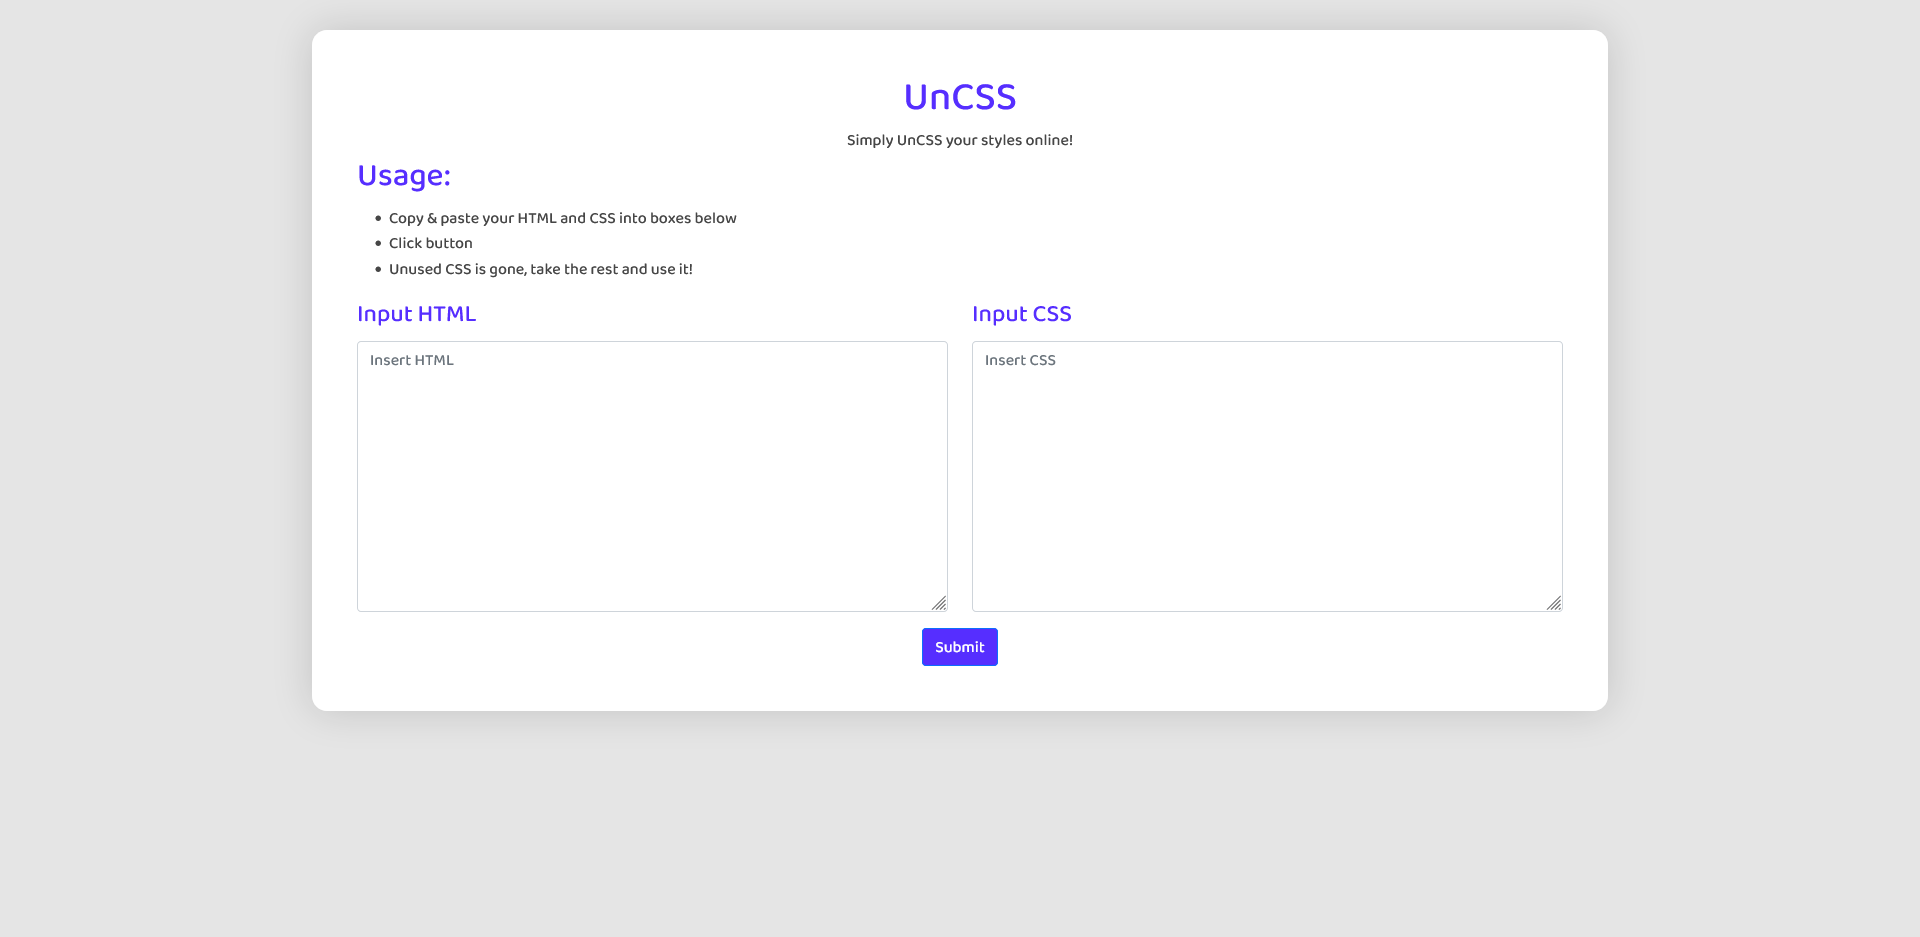 UnCSS
Simply UnCSS your styles online!
Usage:
• Copy & paste your HTML and CSS into boxes below
• Click button
• Unused CSS is gone, take the rest and use it!
Input HTML
Insert HTML
Input CSS
Insert CSS
Submit